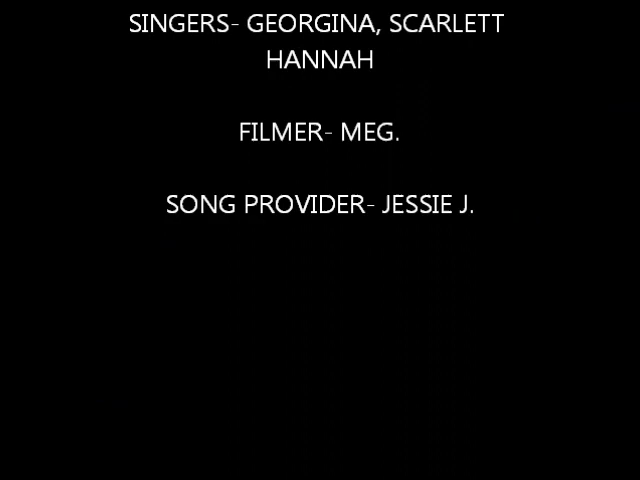 SINGERS- GEORGINA, SCARLETT
HANNAH
FILMER- MEG.
SONG PROVIDER- JESSIE J.